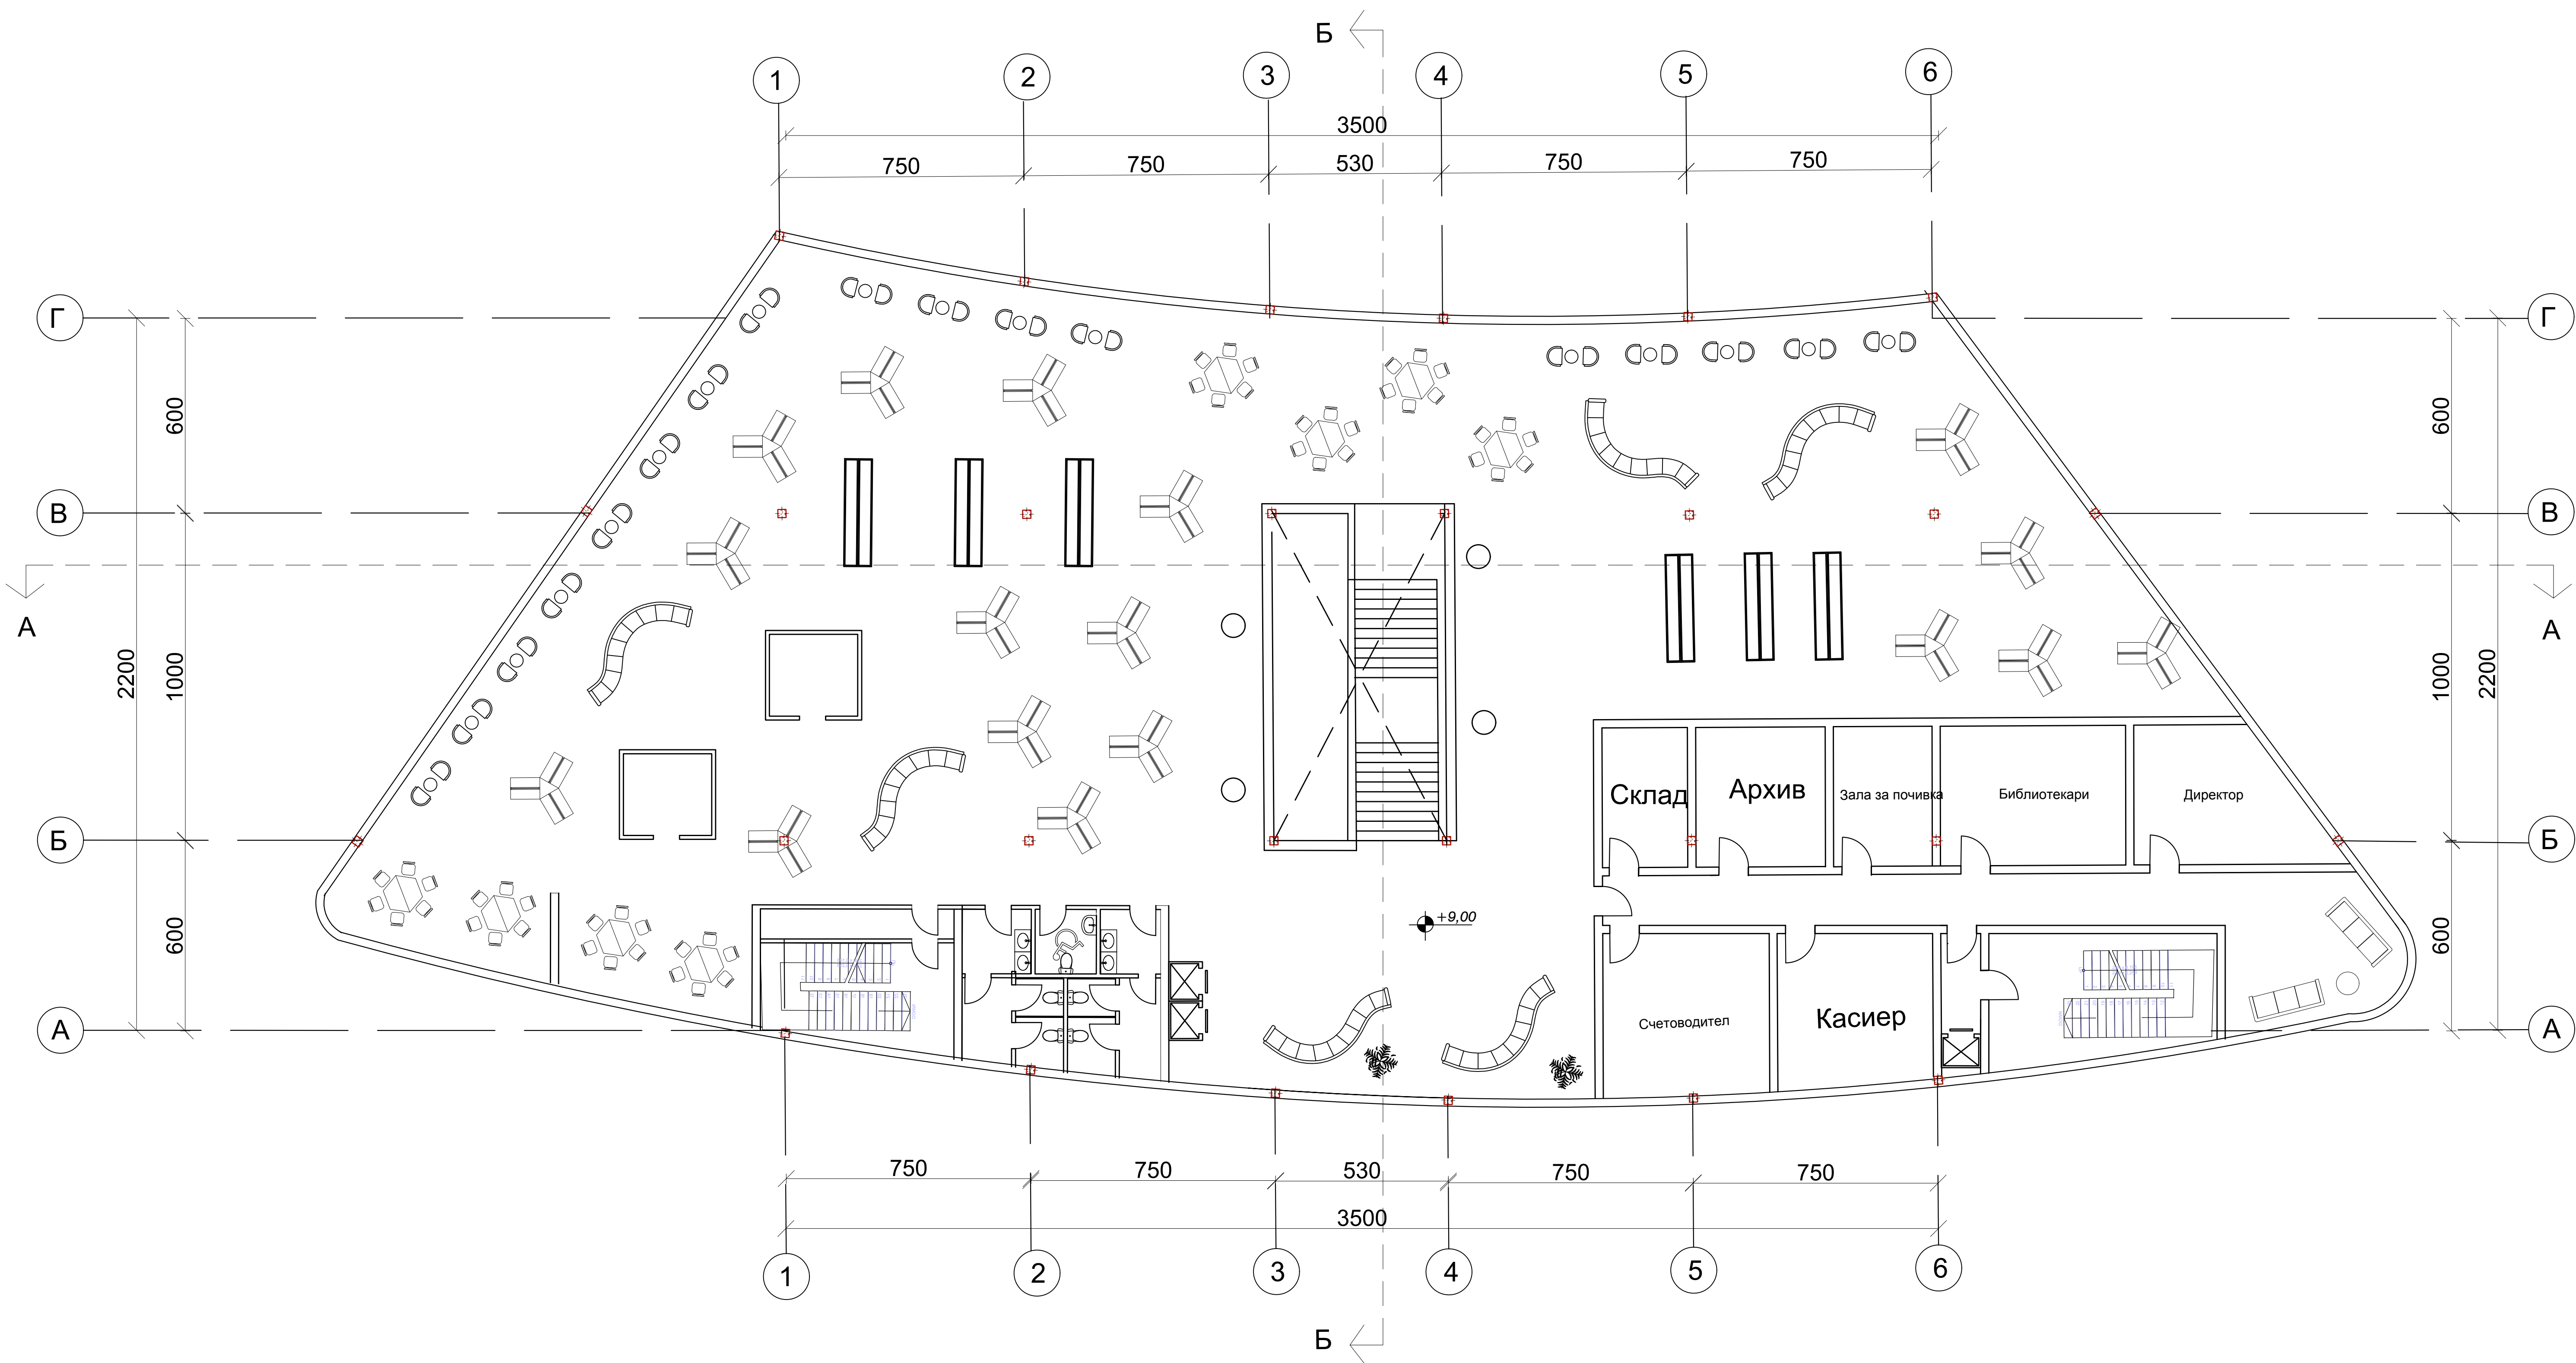 Б
1
2
3
4
5
6
3500
750
750
530
750
750
Г
Г
600
600
В
В
А
А
2200
1000
1000
2200
Склад
Архив
Зала за почивка
Библиотекари
Директор
Б
Б
600
+9,00
600
Счетоводител
Касиер
А
А
750
750
530
750
750
3500
1
2
3
4
5
6
Б